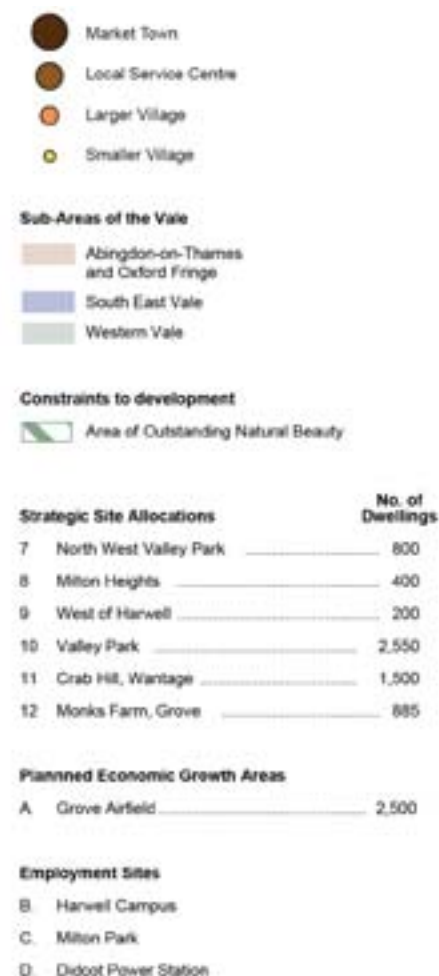 Market Town
Local Service Centre
Larger Village
Smaller Village
Sub-Areas of the Vale
Abingdon-on-Thames
and Oxford Fringe
South East Vale
Western Vale
Constraints to development
Area of Outstanding Natural Beauty
No. of
Strategic Site Allocations Dwellings
7 North West Valley Park 800
8 Milton Heights 400
9 West of Harwell 200
10 Valley Park 2,550
11 Crab Hill, Wantage 1,500
12 Monks Farm, Grove 885
Plannned Economic Growth Areas
A Grove Airfield 2,500
Employment Sites
B. Harwell Campus
C. Milton Park
D. Didcot Power Station